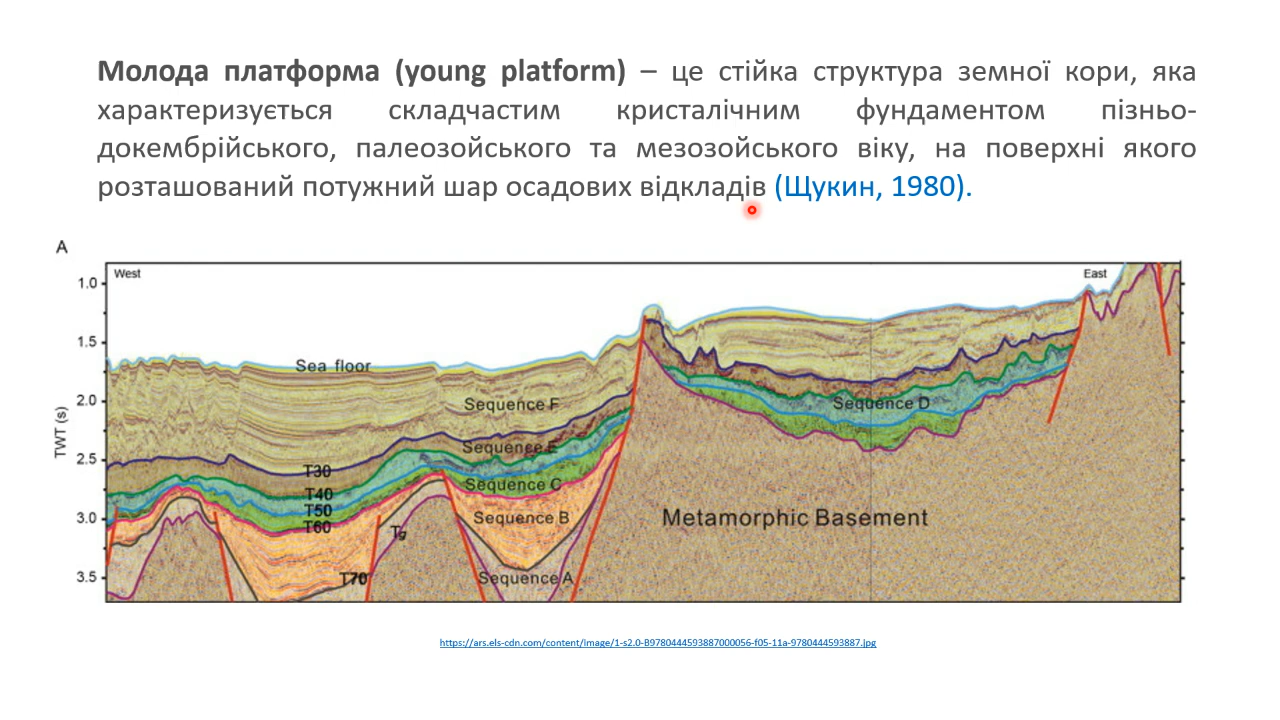 Молода платформа (young platform) – це стійка структура земної кори, яка
характеризується складчастим кристалічним фундаментом пізньо-
докембрійського, палеозойського та мезозойського віку, на поверхні якого
розташований потужний шар осадових відкладів (Щукин, 1980).
A
West
East
1.0
1.5
2.0
2.5
3.0
3.5
TWT (s)
Sea floor
Sequence F
Sequence D
Sequence E
T30
Sequence C
T40
T50
Sequence B
Metamorphic Basement
T60
Tg
T70
Sequence A
https://ars.els-cdn.com/content/image/1-s2.0-B9780444593887000056-f05-11a-9780444593887.jpg